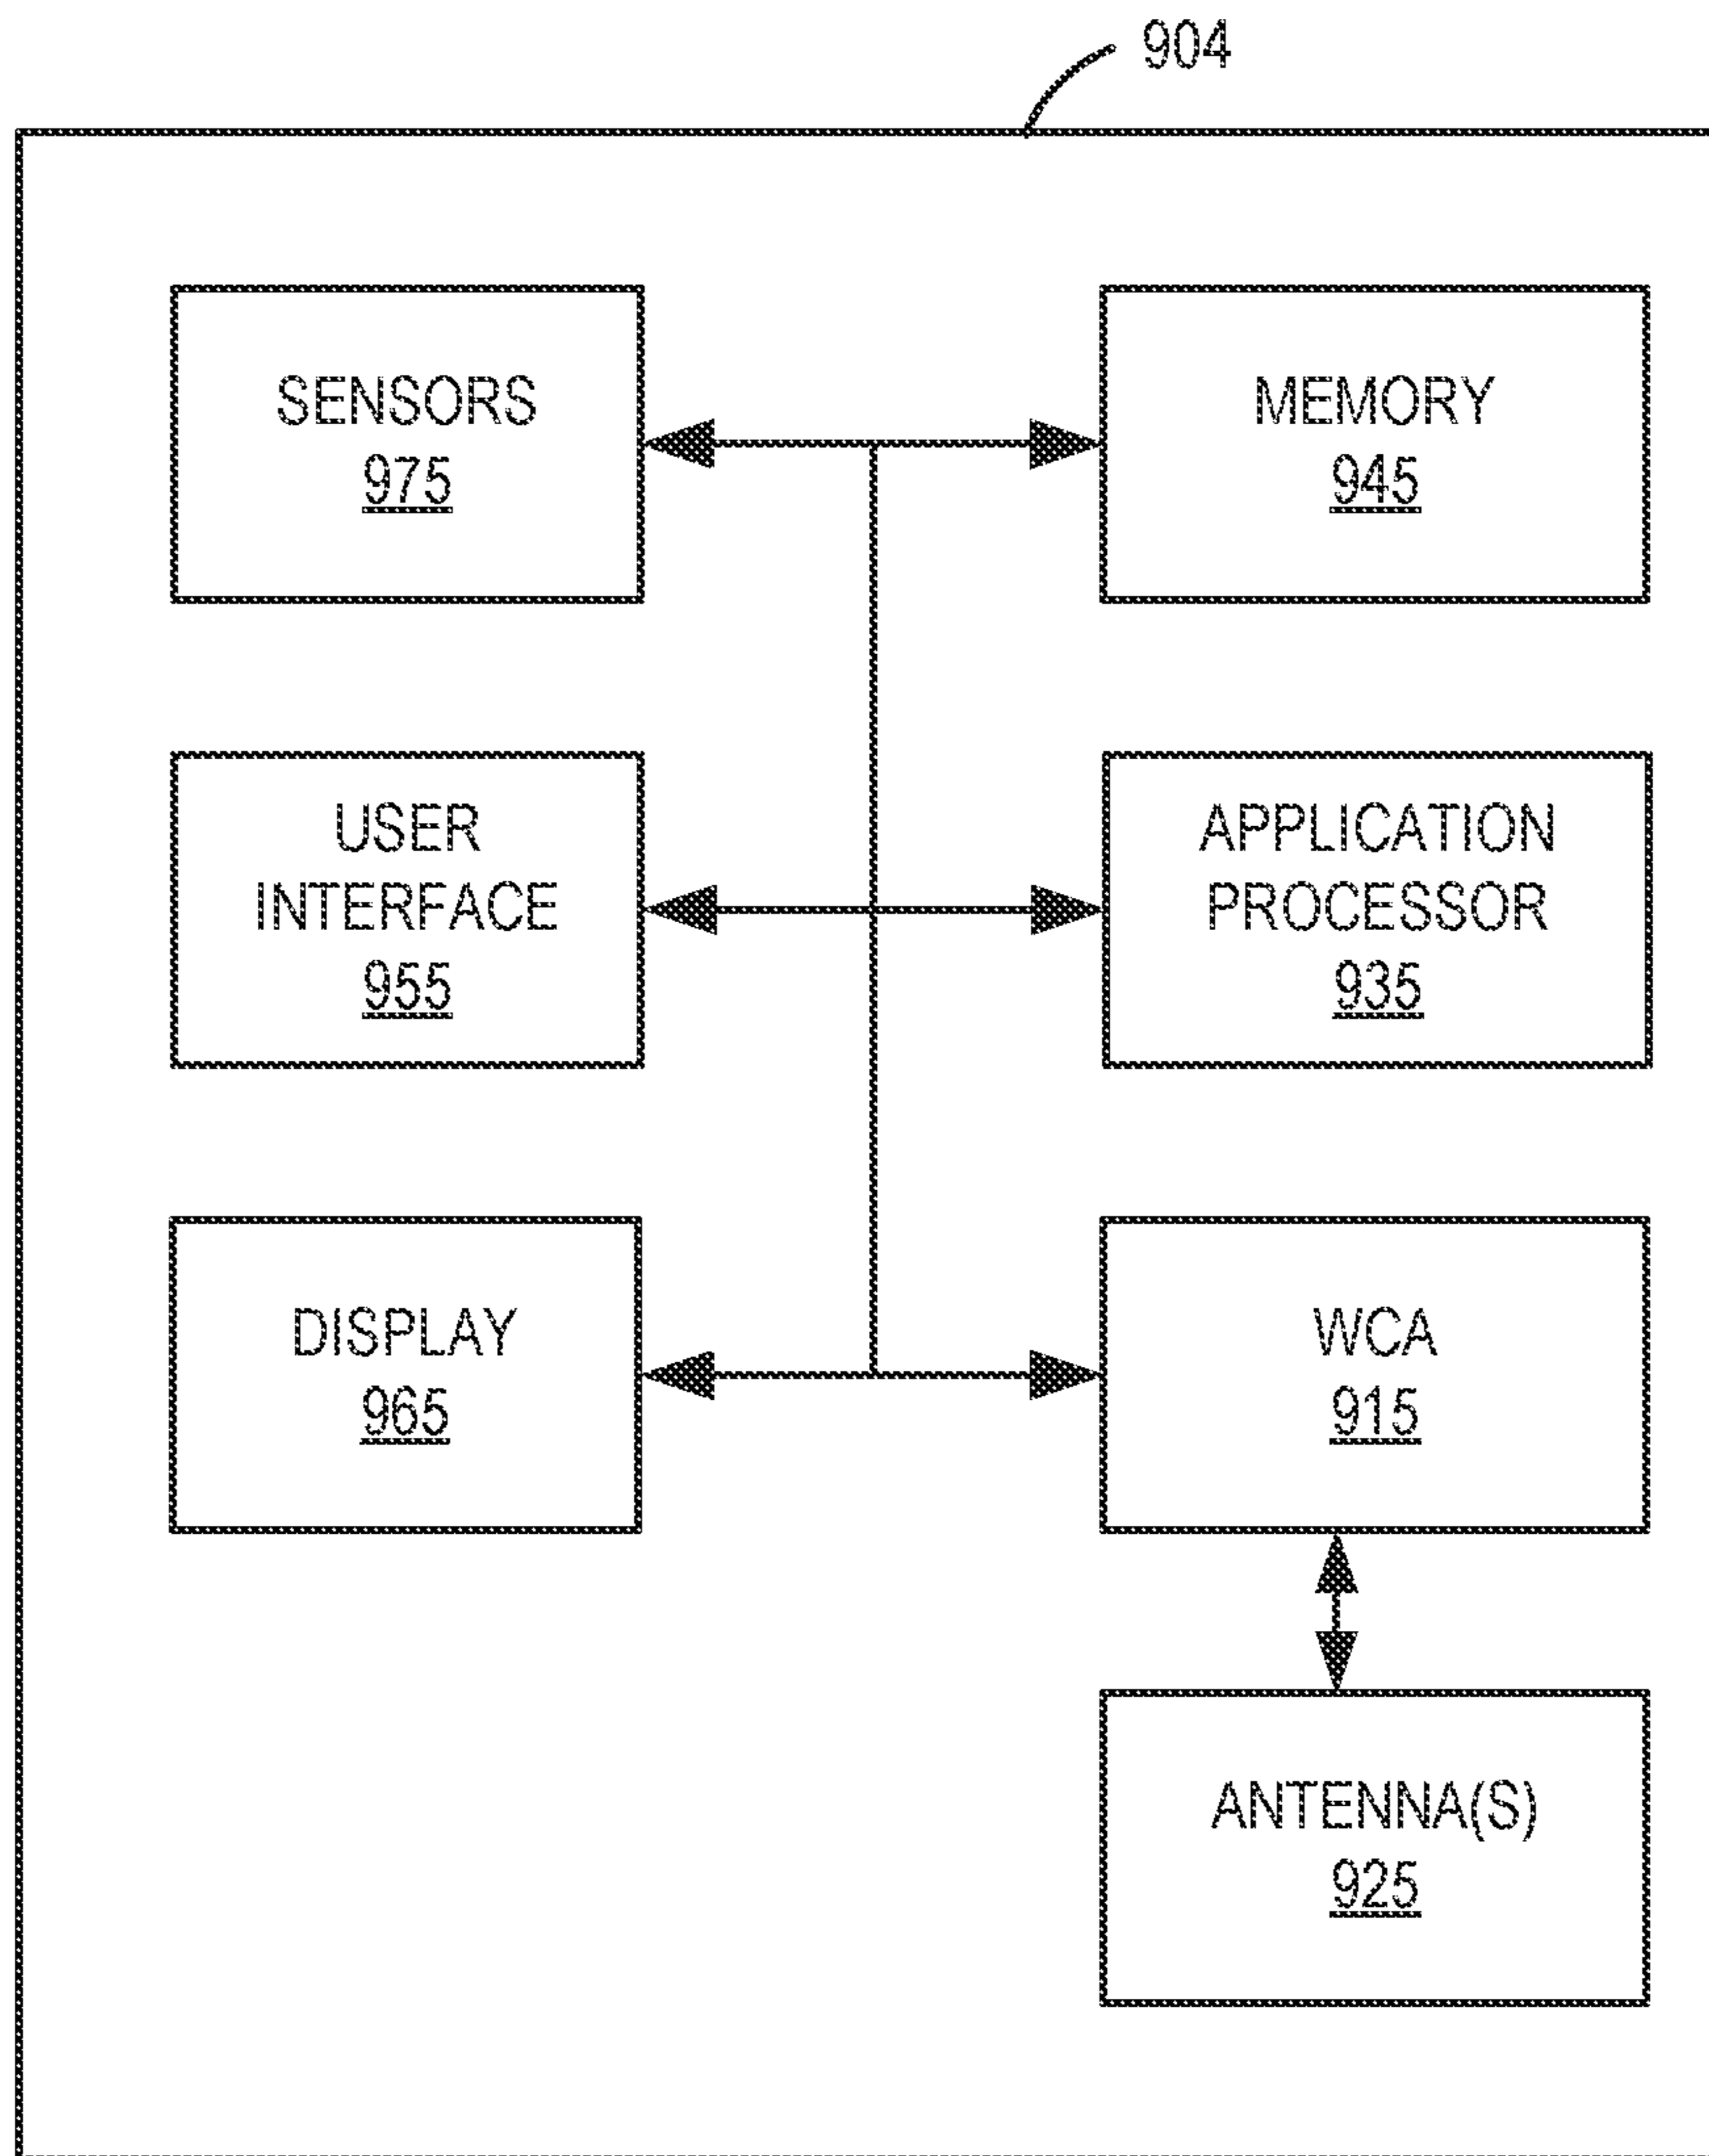 904
SENSORS
975
MEMORY
945
USER
INTERFACE
955
APPLICATION
PROCESSOR
935
DISPLAY
965
WCA
915
ANTENNA(S)
925